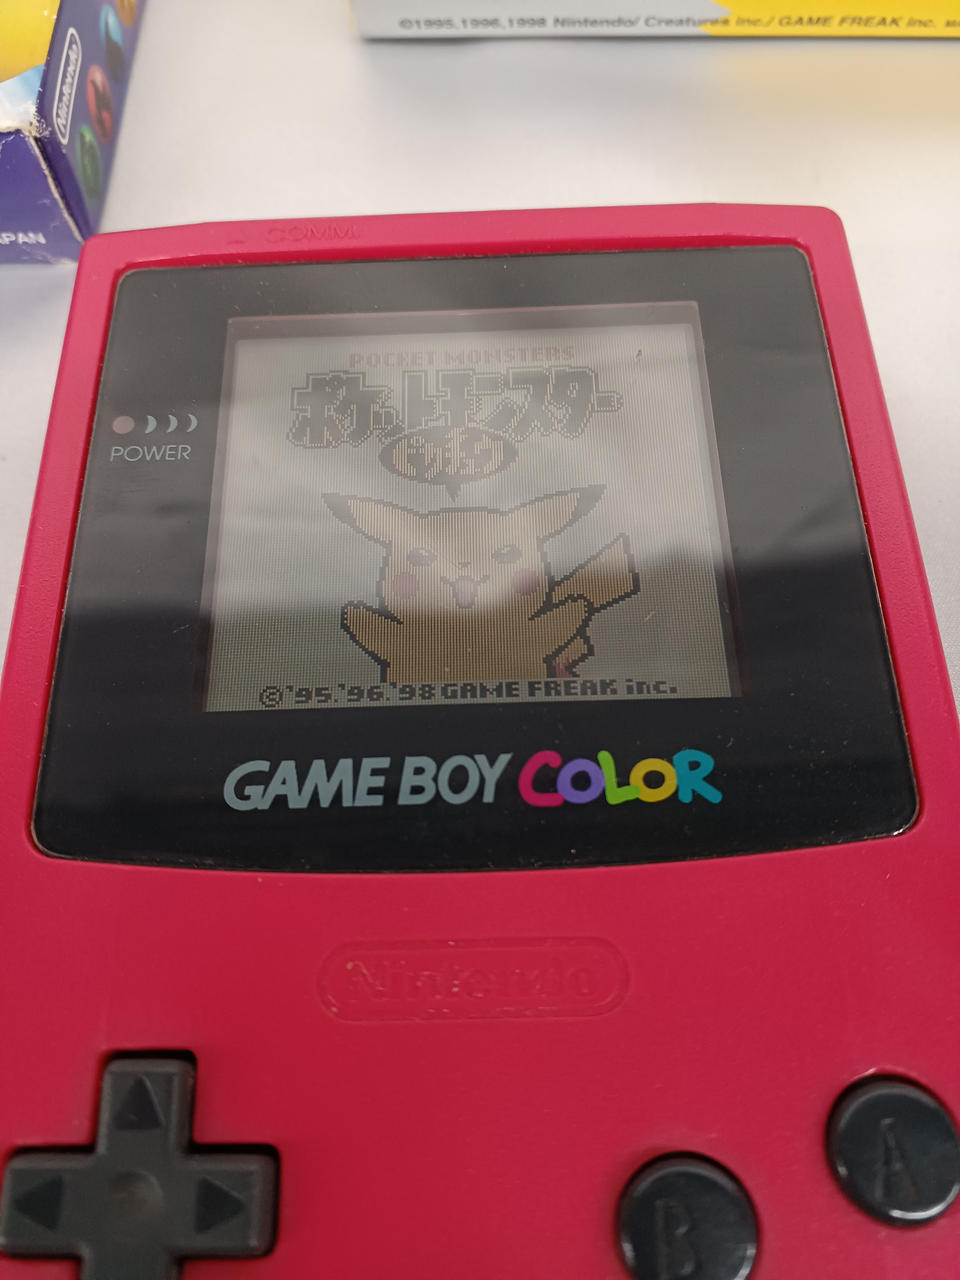 ©1995,1996,1998 Nintendo/ Creatures inc./ GAME FREAK inc.
Nintendo
APAN
COMM.
POCKET MONSTERS
ポケットモンスター
POWER
©'95.'96.'98 GAME FREAK inc.
GAME BOY COLOR
Nintendo
A
B